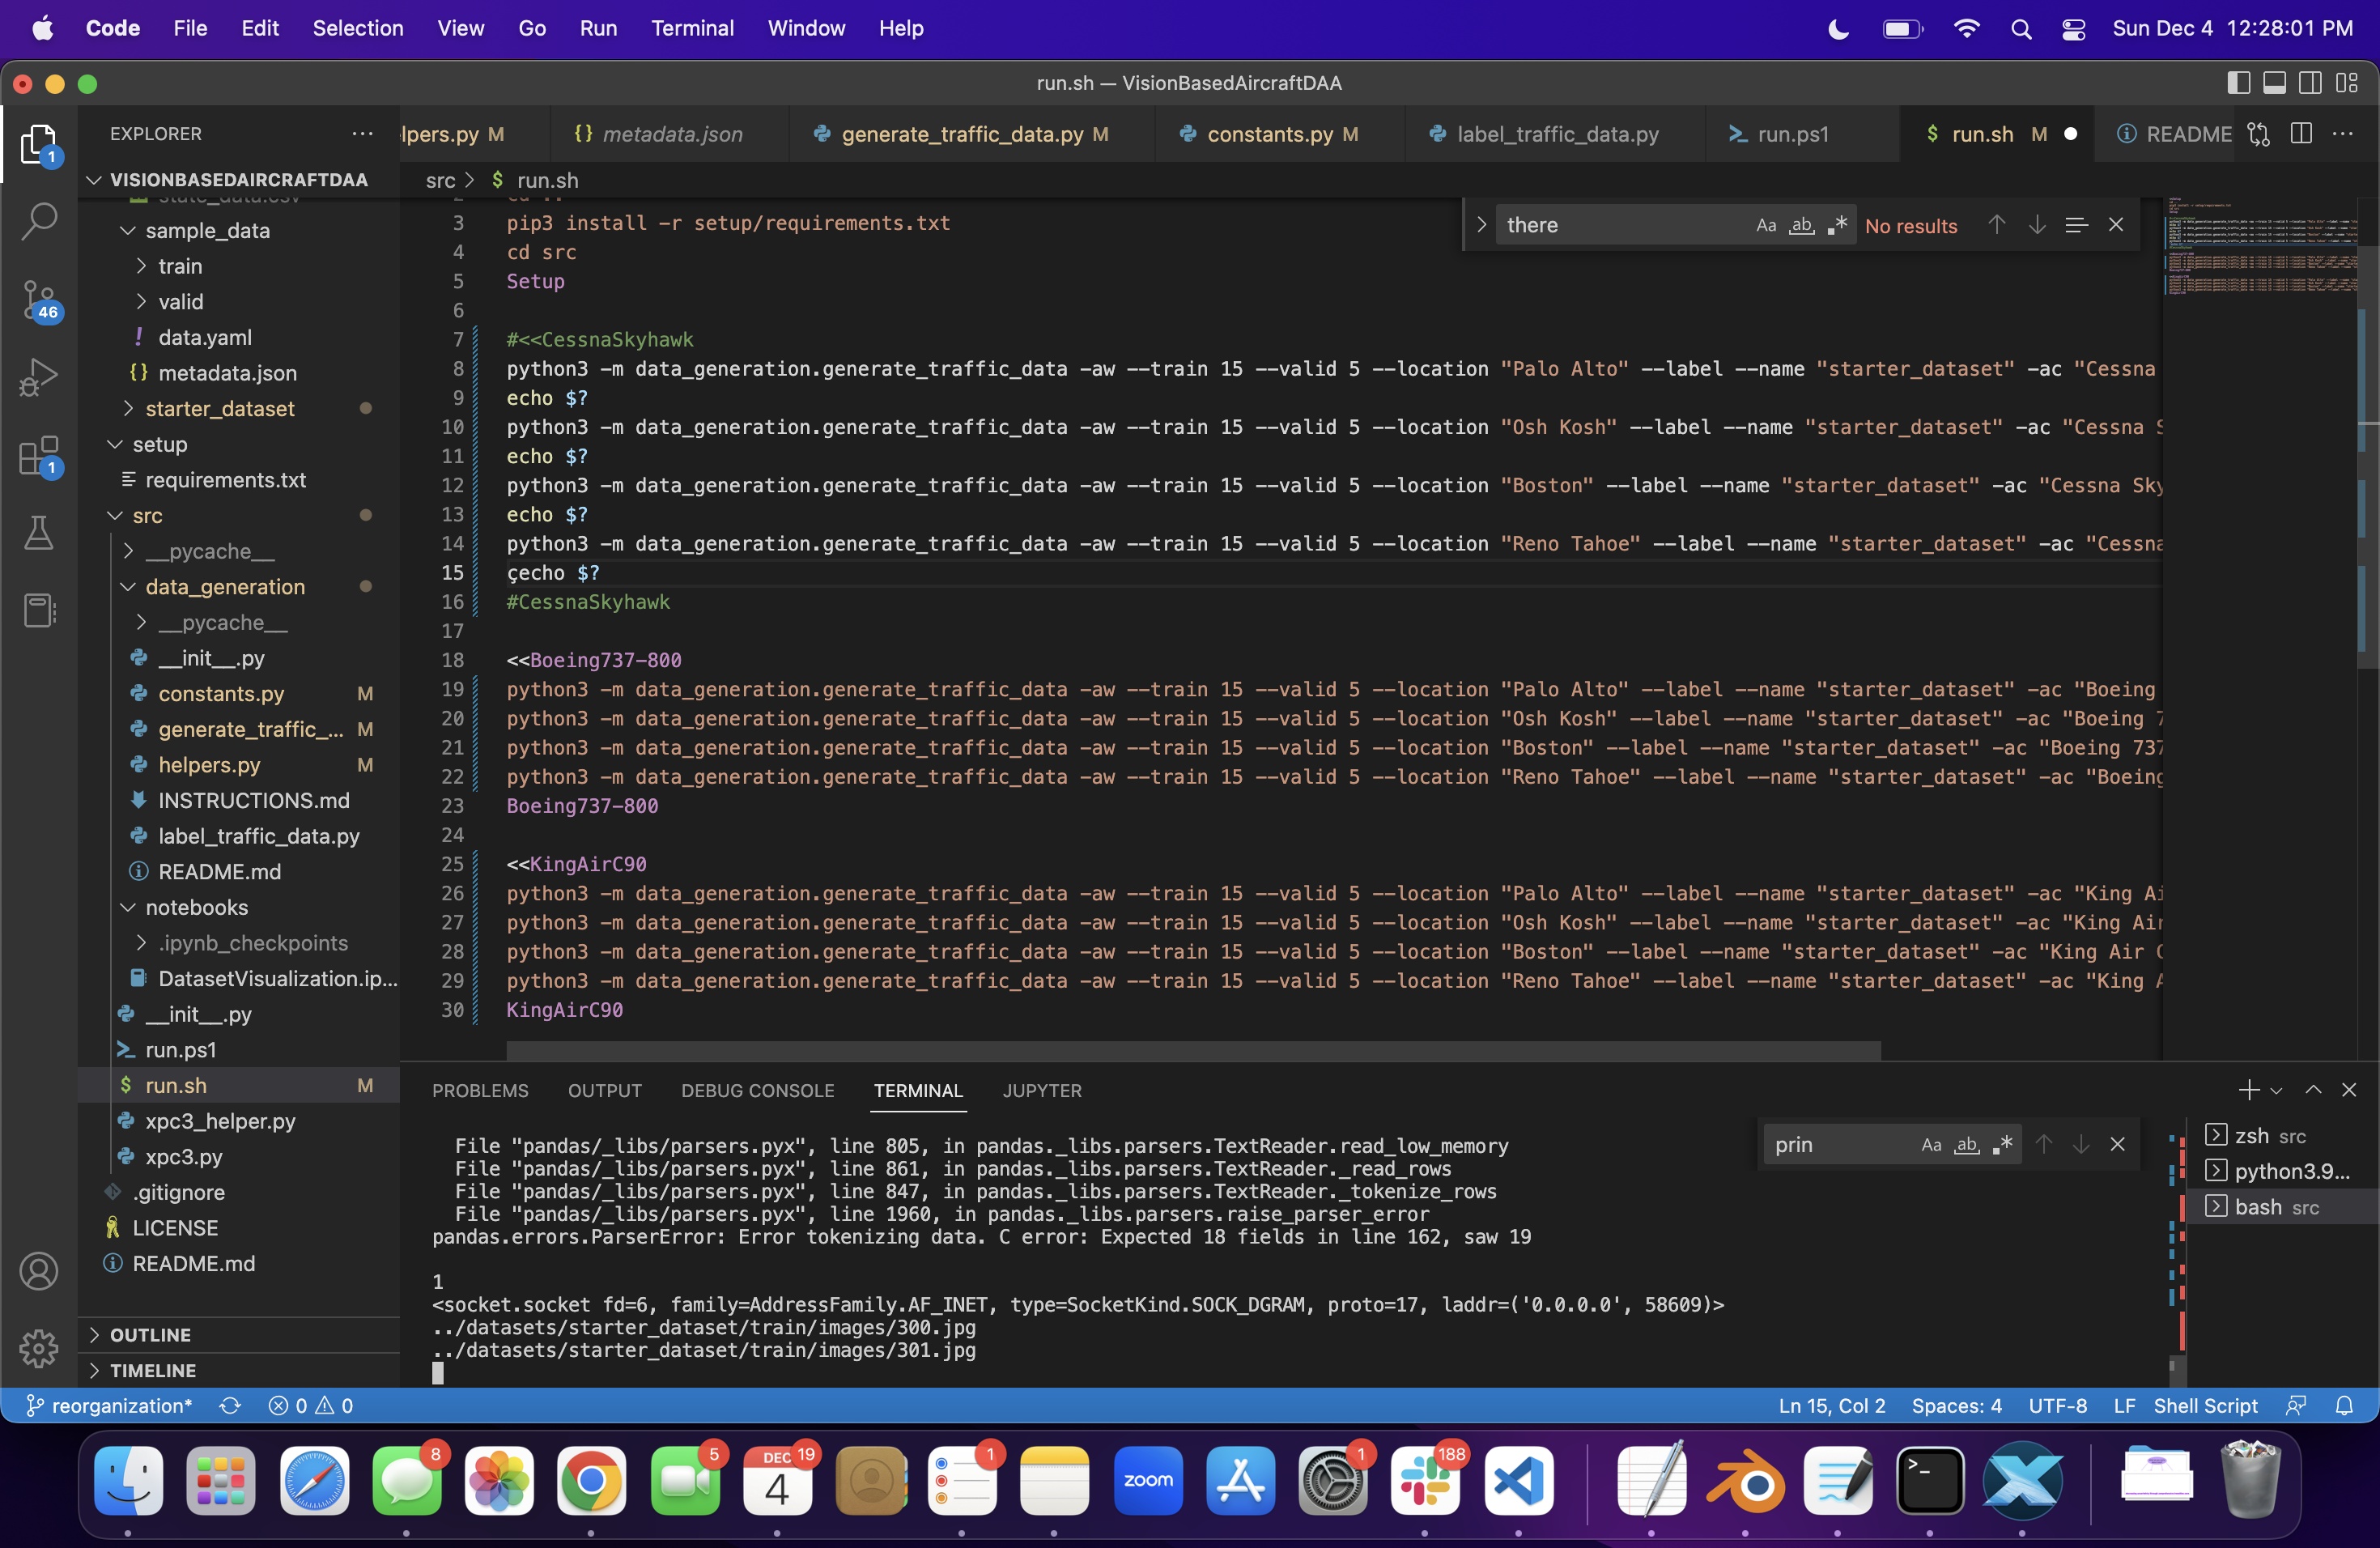 Code File Edit Selection View Go Run Terminal Window Help Sun Dec 4 12:28:01 PM
run.sh — VisionBasedAircraftDAA
EXPLORER
lpers.py M
metadata.json
generate_traffic_data.py M
constants.py M
label_traffic_data.py
run.ps1
run.sh M
README
src > $ run.sh
there Aa ab No results
VISIONBASEDAIRCRAFTDAA
state_data.csv
sample_data
train
valid
data.yaml
metadata.json
starter_dataset
setup
requirements.txt
src
__pycache__
data_generation
__pycache__
__init__.py
constants.py M
generate_traffic_... M
helpers.py M
INSTRUCTIONS.md
label_traffic_data.py
README.md
notebooks
.ipynb_checkpoints
DatasetVisualization.ip...
__init__.py
run.ps1
run.sh M
xpc3_helper.py
xpc3.py
.gitignore
LICENSE
README.md
OUTLINE
TIMELINE
1
46
1
2 cd ..
3 pip3 install -r setup/requirements.txt
4 cd src
5 Setup
6
7 #<<CessnaSkyhawk
8 python3 -m data_generation.generate_traffic_data -aw --train 15 --valid 5 --location "Palo Alto" --label --name "starter_dataset" -ac "Cessna
9 echo $?
10 python3 -m data_generation.generate_traffic_data -aw --train 15 --valid 5 --location "Osh Kosh" --label --name "starter_dataset" -ac "Cessna S
11 echo $?
12 python3 -m data_generation.generate_traffic_data -aw --train 15 --valid 5 --location "Boston" --label --name "starter_dataset" -ac "Cessna Sky
13 echo $?
14 python3 -m data_generation.generate_traffic_data -aw --train 15 --valid 5 --location "Reno Tahoe" --label --name "starter_dataset" -ac "Cessna
15 çecho $?
16 #CessnaSkyhawk
17
18 <<Boeing737-800
19 python3 -m data_generation.generate_traffic_data -aw --train 15 --valid 5 --location "Palo Alto" --label --name "starter_dataset" -ac "Boeing
20 python3 -m data_generation.generate_traffic_data -aw --train 15 --valid 5 --location "Osh Kosh" --label --name "starter_dataset" -ac "Boeing 7
21 python3 -m data_generation.generate_traffic_data -aw --train 15 --valid 5 --location "Boston" --label --name "starter_dataset" -ac "Boeing 737
22 python3 -m data_generation.generate_traffic_data -aw --train 15 --valid 5 --location "Reno Tahoe" --label --name "starter_dataset" -ac "Boeing
23 Boeing737-800
24
25 <<KingAirC90
26 python3 -m data_generation.generate_traffic_data -aw --train 15 --valid 5 --location "Palo Alto" --label --name "starter_dataset" -ac "King Ai
27 python3 -m data_generation.generate_traffic_data -aw --train 15 --valid 5 --location "Osh Kosh" --label --name "starter_dataset" -ac "King Air
28 python3 -m data_generation.generate_traffic_data -aw --train 15 --valid 5 --location "Boston" --label --name "starter_dataset" -ac "King Air C
29 python3 -m data_generation.generate_traffic_data -aw --train 15 --valid 5 --location "Reno Tahoe" --label --name "starter_dataset" -ac "King A
30 KingAirC90
PROBLEMS OUTPUT DEBUG CONSOLE TERMINAL JUPYTER
prin Aa ab
File "pandas/_libs/parsers.pyx", line 805, in pandas._libs.parsers.TextReader.read_low_memory
File "pandas/_libs/parsers.pyx", line 861, in pandas._libs.parsers.TextReader._read_rows
File "pandas/_libs/parsers.pyx", line 847, in pandas._libs.parsers.TextReader._tokenize_rows
File "pandas/_libs/parsers.pyx", line 1960, in pandas._libs.parsers.raise_parser_error
pandas.errors.ParserError: Error tokenizing data. C error: Expected 18 fields in line 162, saw 19
1
<socket.socket fd=6, family=AddressFamily.AF_INET, type=SocketKind.SOCK_DGRAM, proto=17, laddr=('0.0.0.0', 58609)>
../datasets/starter_dataset/train/images/300.jpg
../datasets/starter_dataset/train/images/301.jpg
zsh src
python3.9...
bash src
reorganization* 0 0 Ln 15, Col 2 Spaces: 4 UTF-8 LF Shell Script
8
5
DEC 4 19
1
zoom
1
188